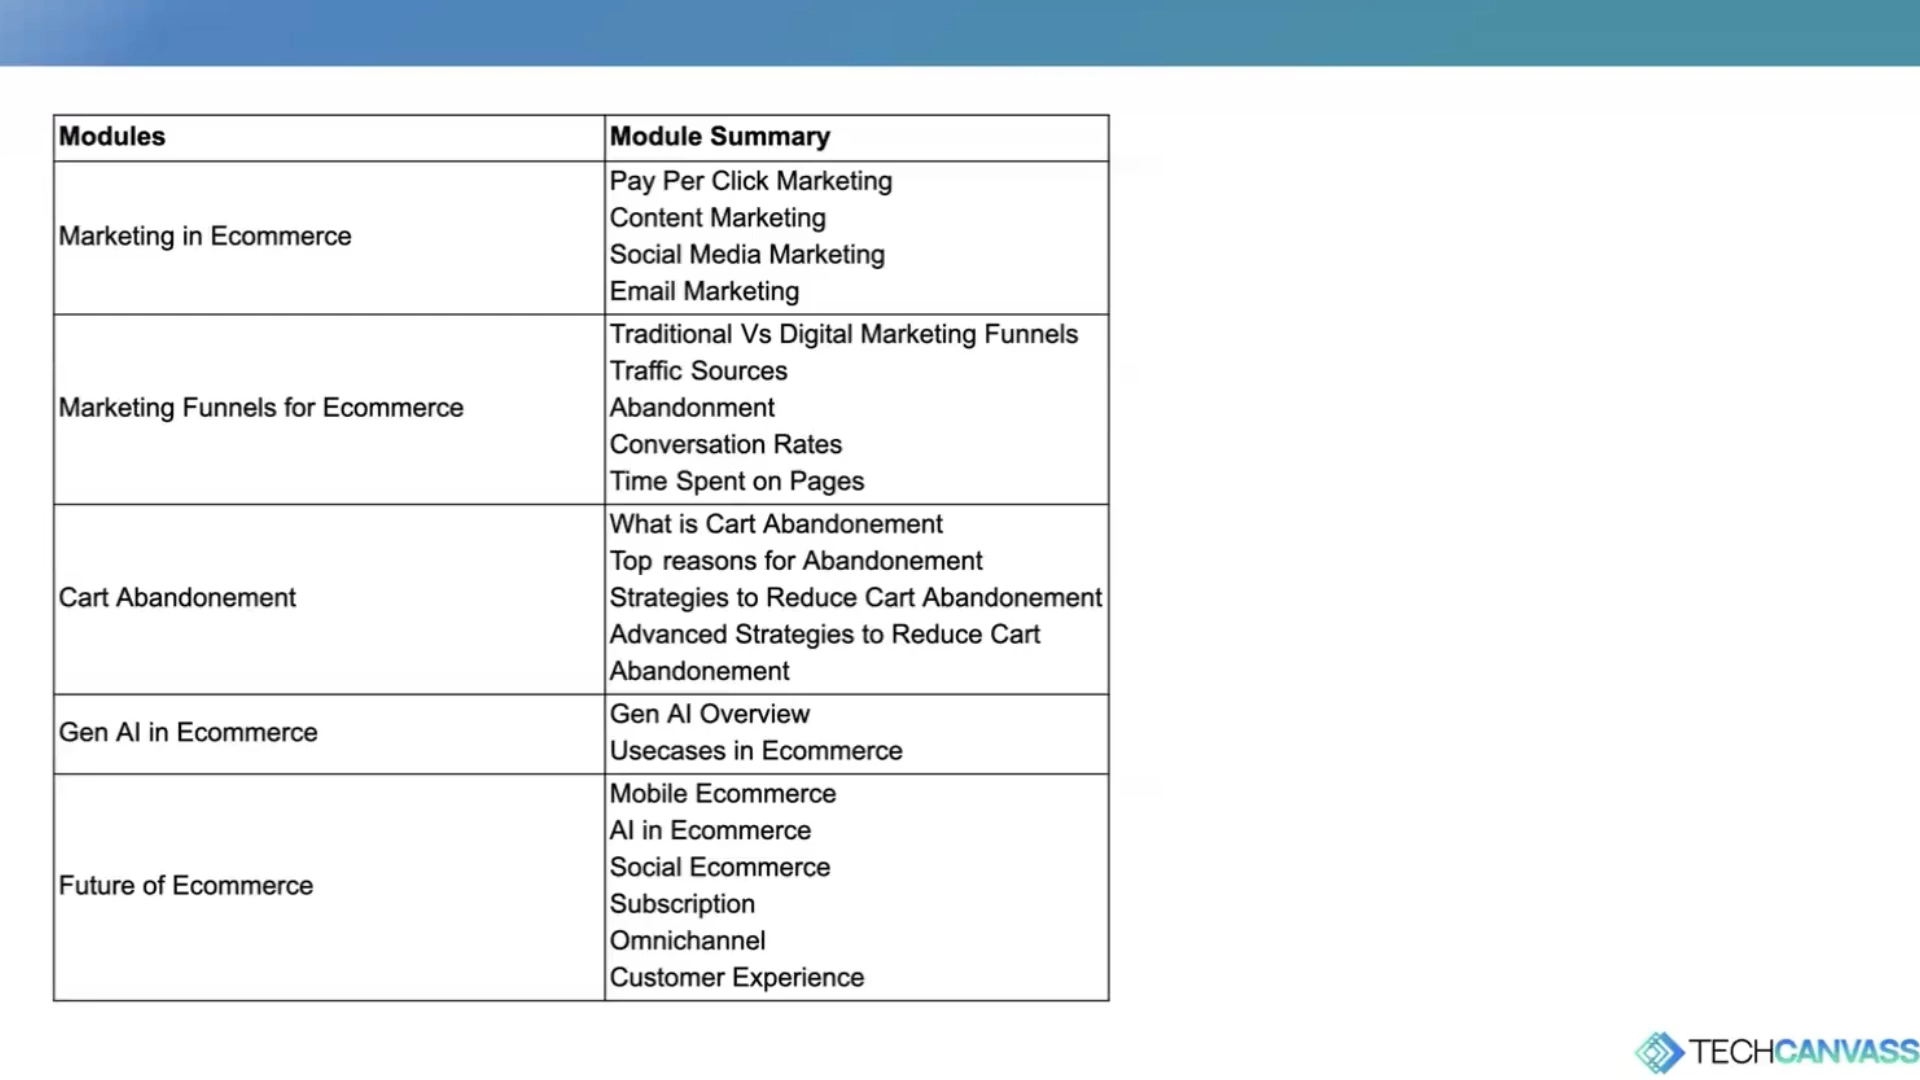 Modules
Module Summary
Marketing in Ecommerce
Pay Per Click Marketing
Content Marketing
Social Media Marketing
Email Marketing
Marketing Funnels for Ecommerce
Traditional Vs Digital Marketing Funnels
Traffic Sources
Abandonment
Conversation Rates
Time Spent on Pages
Cart Abandonement
What is Cart Abandonement
Top reasons for Abandonement
Strategies to Reduce Cart Abandonement
Advanced Strategies to Reduce Cart
Abandonement
Gen AI in Ecommerce
Gen AI Overview
Usecases in Ecommerce
Future of Ecommerce
Mobile Ecommerce
AI in Ecommerce
Social Ecommerce
Subscription
Omnichannel
Customer Experience
TECHCANVASS